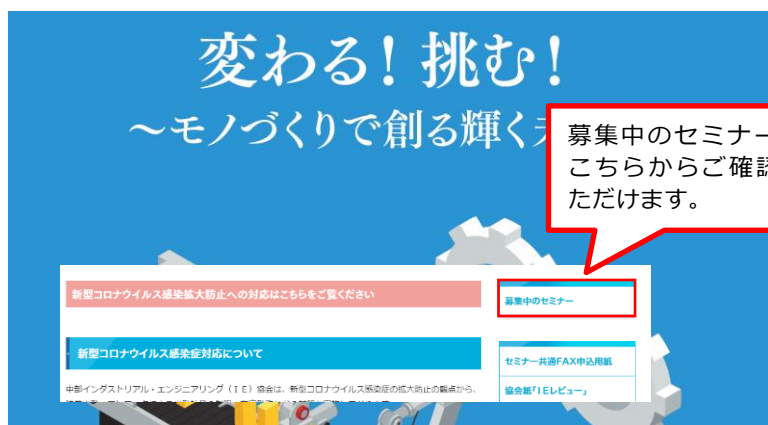 変わる！挑む！
～モノづくりで創る輝く
募集中のセミナー
こちらからご確認
ただけます。
新型コロナウイルス感染拡大防止への対応はこちらをご覧ください
募集中のセミナー
新型コロナウイルス感染症対応について
セミナー共通FAX申込用紙
中部インダストリアル・エンジニアリング（ＩＥ）協会は、新型コロナウイルス感染症の拡大防止の観点から、
協会紙「ＩＥレビュー」